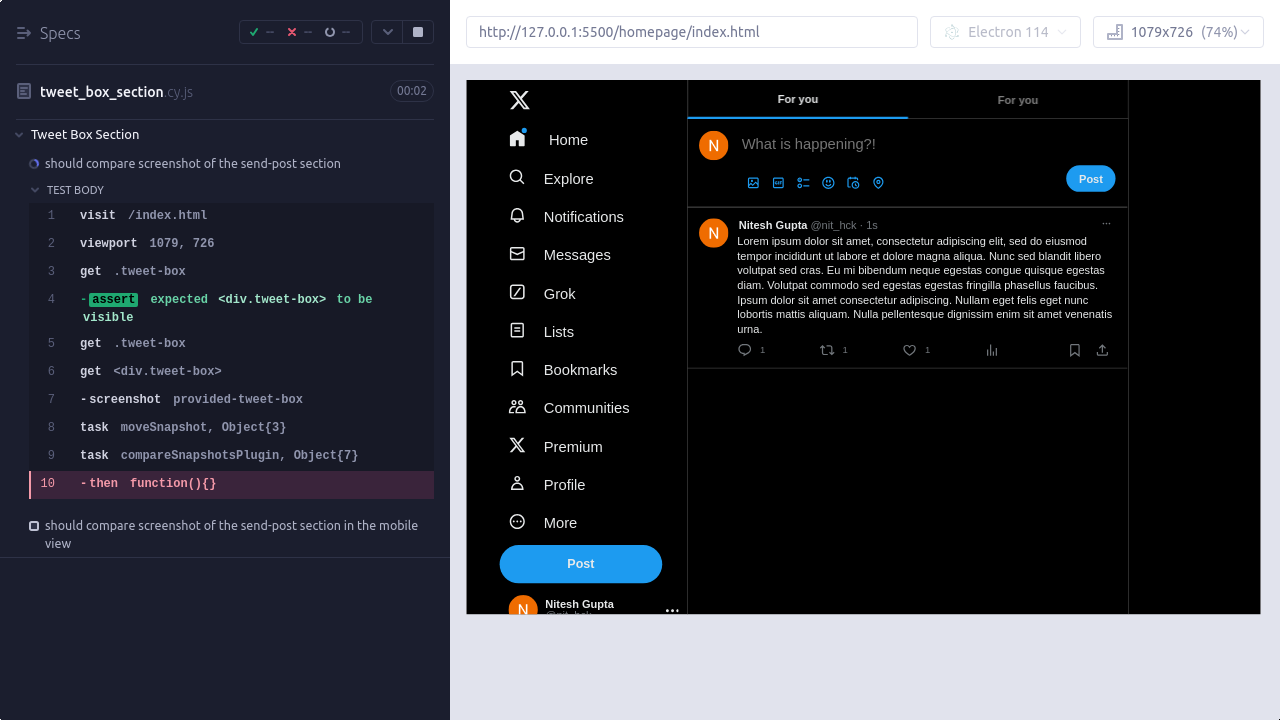 Specs
-- -- --
tweet_box_section.cy.js 00:02
Tweet Box Section
should compare screenshot of the send-post section
TEST BODY
1 visit /index.html
2 viewport 1079, 726
3 get .tweet-box
4 -assert expected <div.tweet-box> to be
visible
5 get .tweet-box
6 get <div.tweet-box>
7 -screenshot provided-tweet-box
8 task moveSnapshot, Object{3}
9 task compareSnapshotsPlugin, Object{7}
10 -then function(){}
should compare screenshot of the send-post section in the mobile
view
http://127.0.0.1:5500/homepage/index.html
Electron 114
1079x726 (74%)
Home
Explore
Notifications
Messages
Grok
Lists
Bookmarks
Communities
Premium
Profile
More
Post
N
Nitesh Gupta
@nit_hck
For you For you
N What is happening?!
GIF
Post
N
Nitesh Gupta @nit_hck · 1s
Lorem ipsum dolor sit amet, consectetur adipiscing elit, sed do eiusmod
tempor incididunt ut labore et dolore magna aliqua. Nunc sed blandit libero
volutpat sed cras. Eu mi bibendum neque egestas congue quisque egestas
diam. Volutpat commodo sed egestas egestas fringilla phasellus faucibus.
Ipsum dolor sit amet consectetur adipiscing. Nullam eget felis eget nunc
lobortis mattis aliquam. Nulla pellentesque dignissim enim sit amet venenatis
urna.
1 1 1